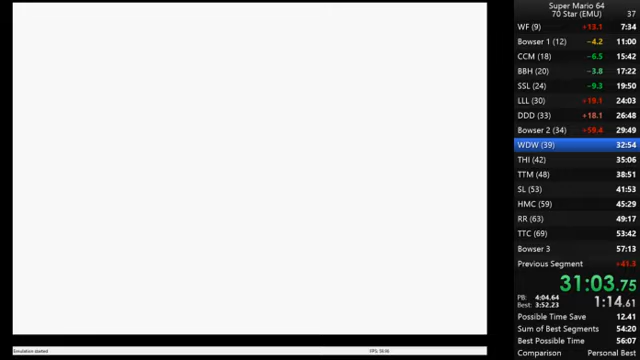 Super Mario 64
70 Star (EMU) 37
WF (9) +13.1 7:34
Bowser 1 (12) −4.2 11:00
CCM (18) −6.5 15:42
BBH (20) −3.8 17:22
SSL (24) −9.3 19:50
LLL (30) +19.1 24:03
DDD (33) +18.1 26:48
Bowser 2 (34) +59.4 29:49
WDW (39) 32:54
THI (42) 35:06
TTM (48) 38:51
SL (53) 41:53
HMC (59) 45:29
RR (63) 49:17
TTC (69) 53:42
Bowser 3 57:13
Previous Segment +41.3
31:03.75
PB: 4:04.64
Best: 3:52.23
1:14.61
Possible Time Save 12.41
Sum of Best Segments 54:20
Best Possible Time 56:07
Comparison Personal Best
Emulation started